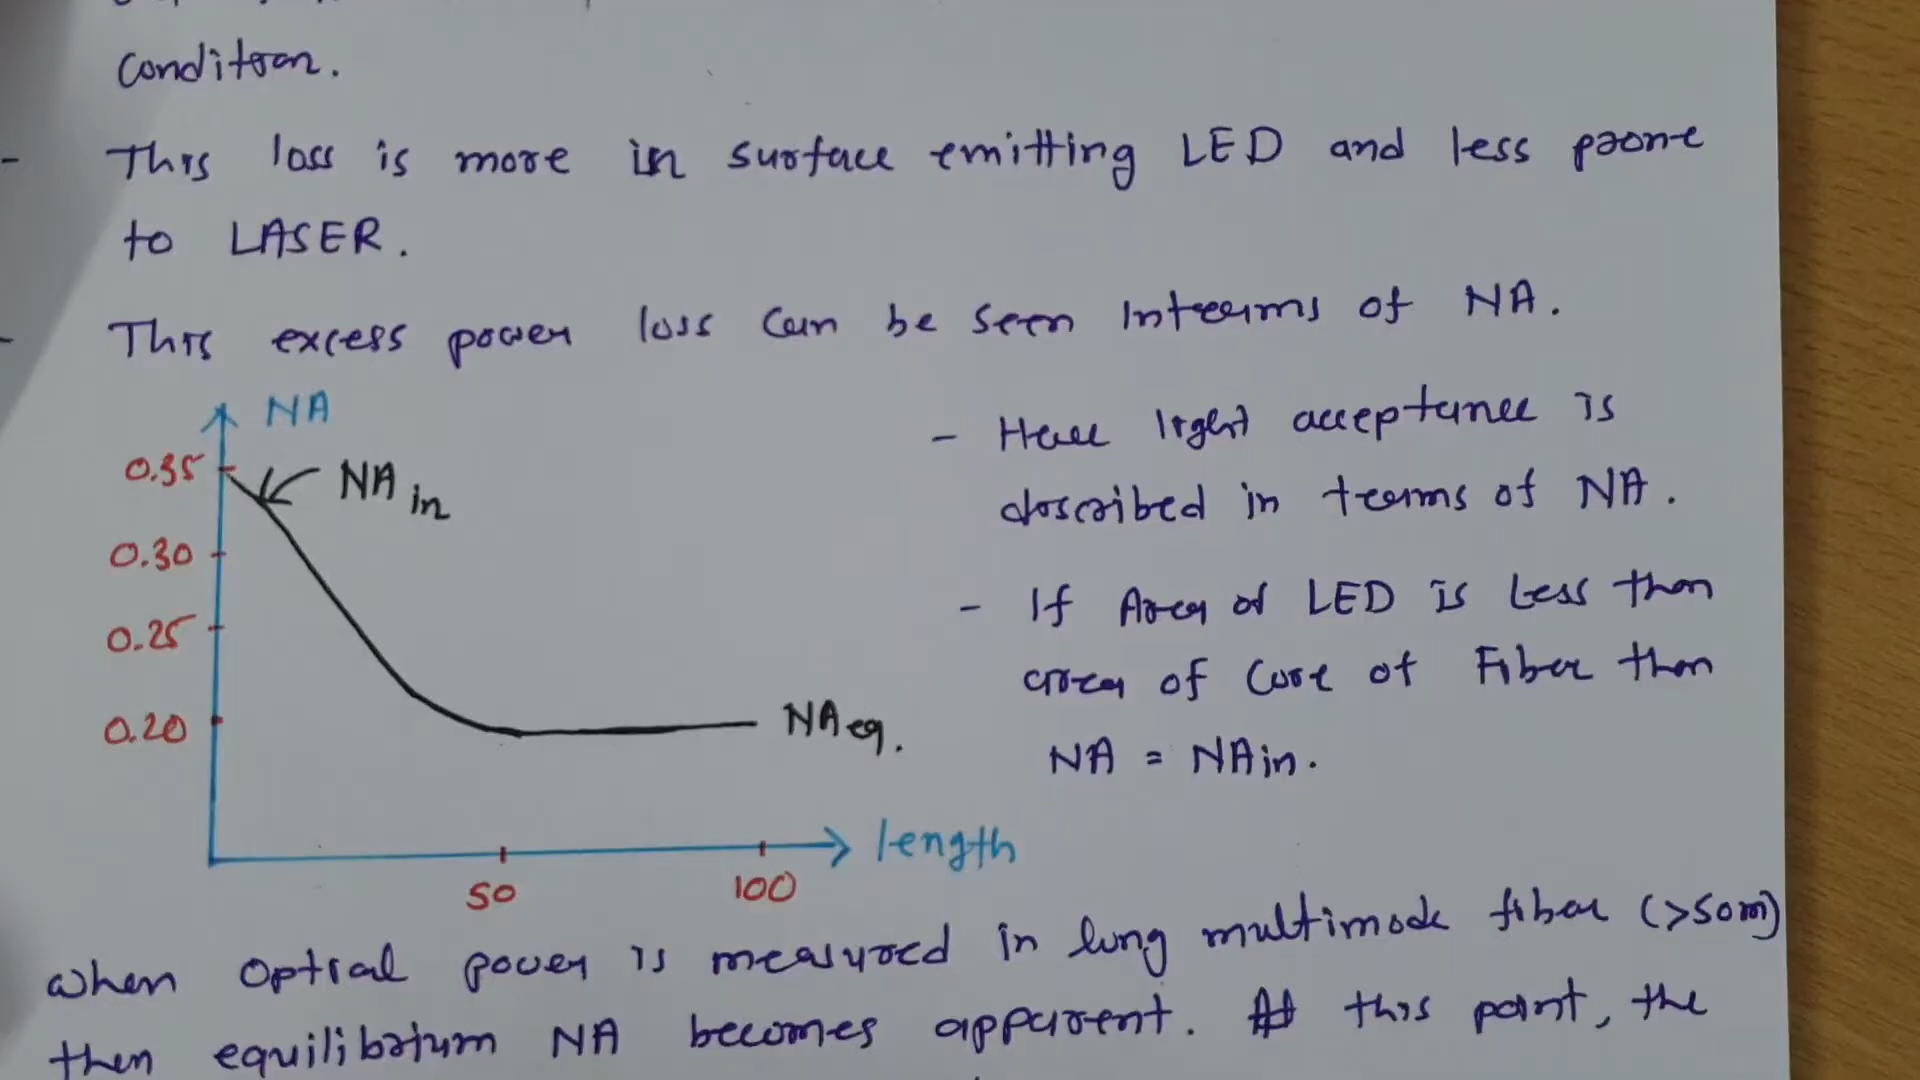 condition.
- This loss is more in surface emitting LED and less prone
to LASER.
- This excess power loss can be seen interms of NA.
NA
0.35
NA in
0.30
0.25
0.20
NA eq.
length
50
100
- Here light acceptance is
described in terms of NA.
- If Area of LED is less than
area of core of Fiber then
NA = NAin.
when optical power is measured in long multimode fiber (>50m)
then equilibrium NA becomes apparent. At this point, the